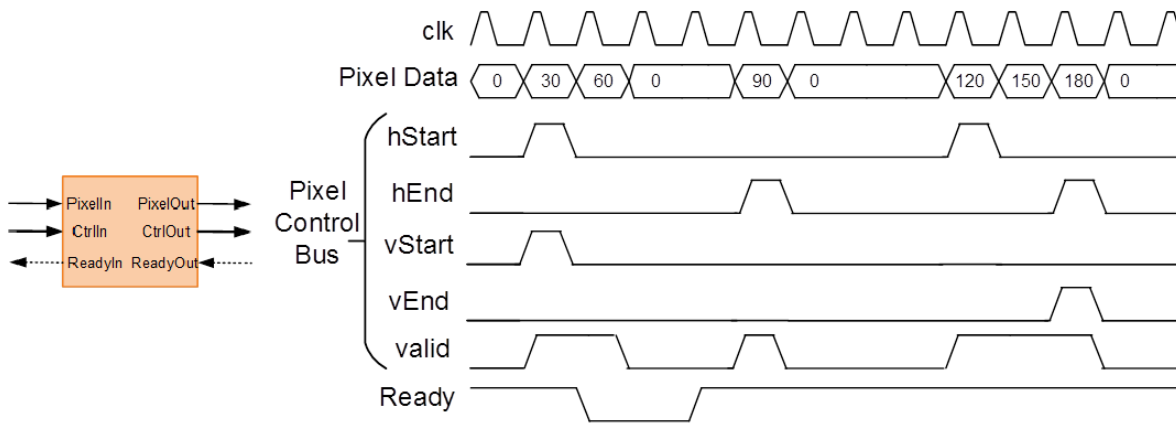 clk
Pixel Data
0 30 60 0 90 0 120 150 180 0
Pixel
Control
Bus
hStart
hEnd
vStart
vEnd
valid
Ready
PixelIn PixelOut
CtrlIn CtrlOut
ReadyIn ReadyOut